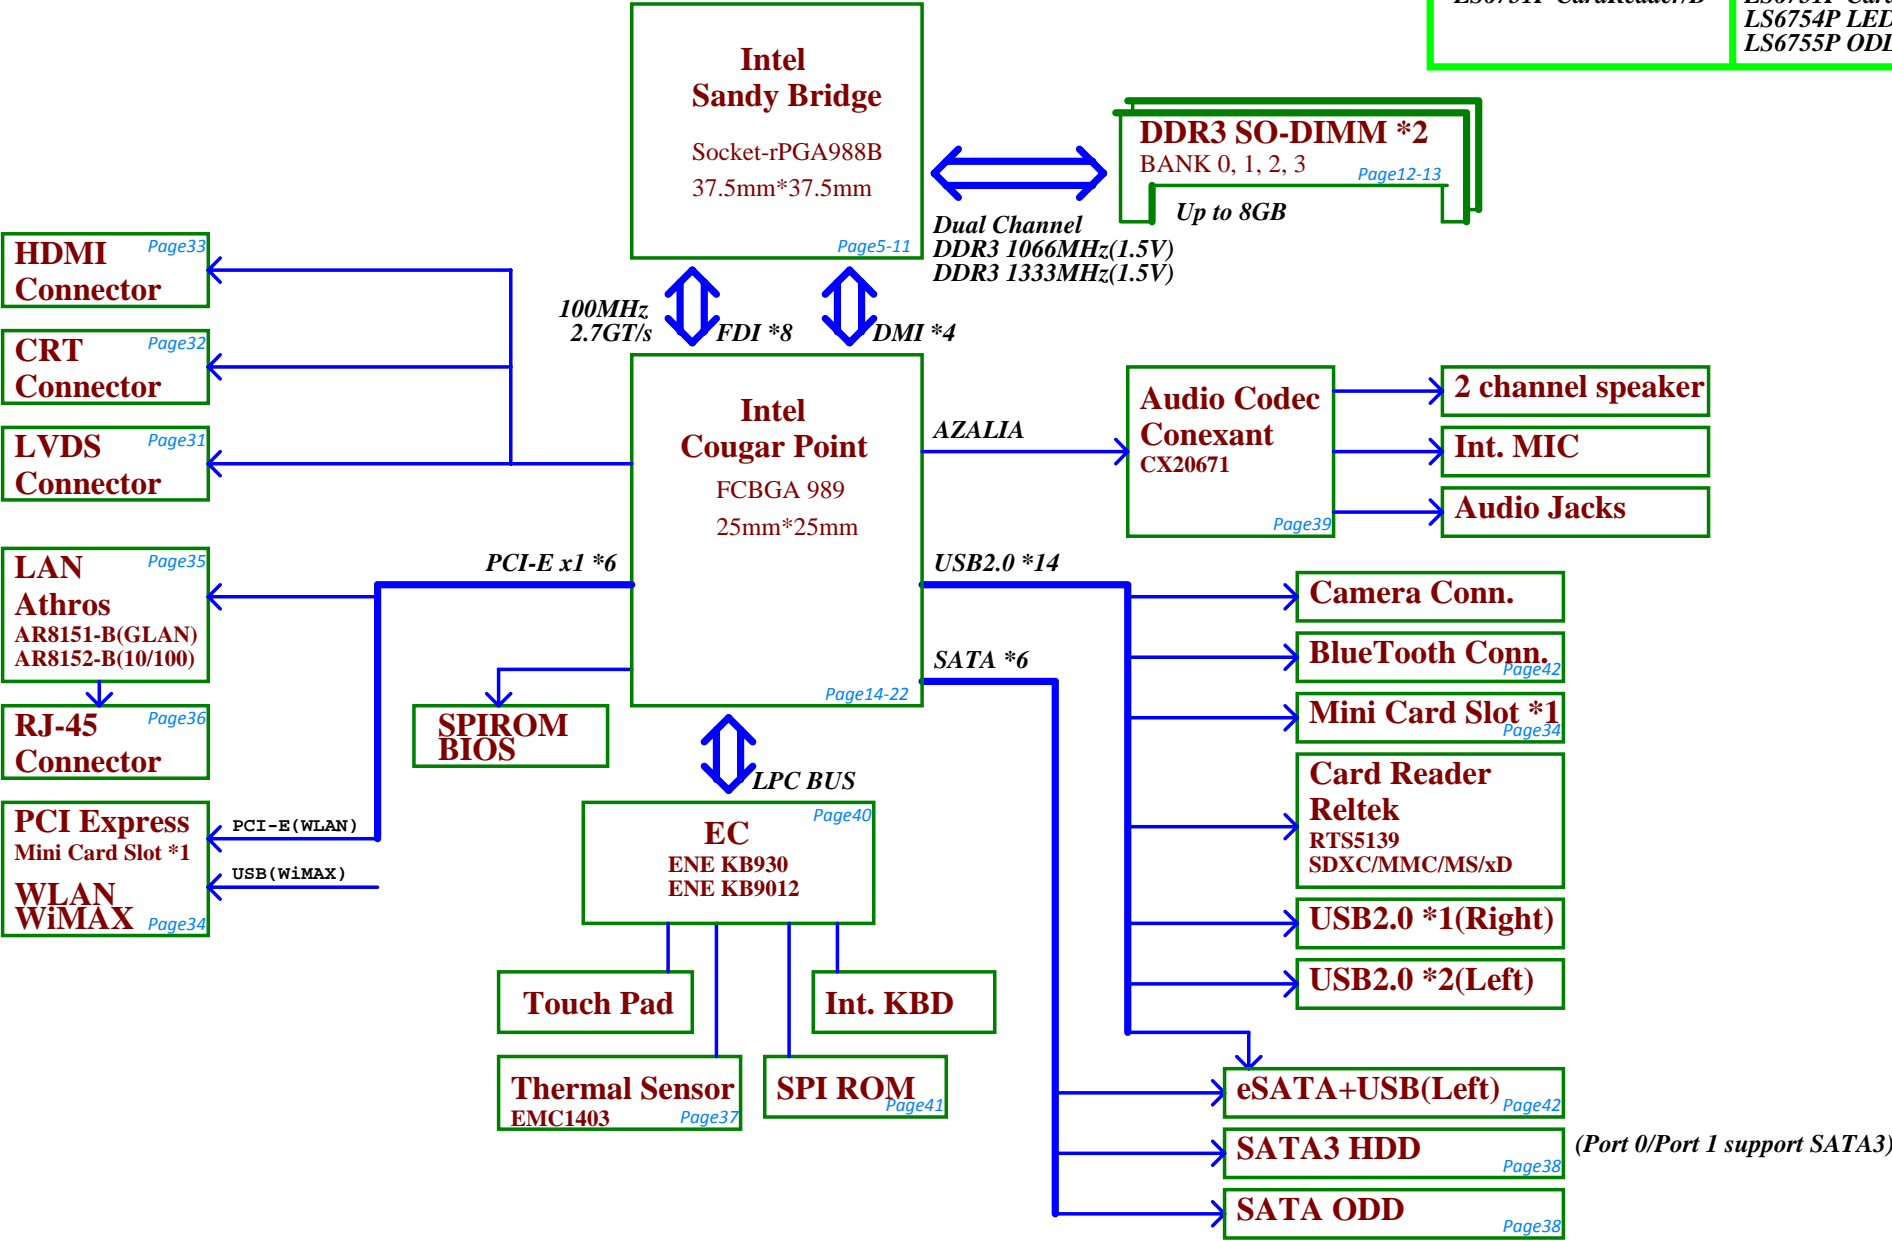 LS6754P LED
Intel
Sandy Bridge
Socket-rPGA988B
37.5mm*37.5mm
Page5-11
DDR3 SO-DIMM *2
BANK 0, 1, 2, 3
Page12-13
Up to 8GB
Dual Channel
DDR3 1066MHz(1.5V)
DDR3 1333MHz(1.5V)
HDMI
Connector
Page33
CRT
Connector
Page32
LVDS
Connector
Page31
100MHz
2.7GT/s
FDI *8
DMI *4
Intel
Cougar Point
FCBGA 989
25mm*25mm
Page14-22
AZALIA
Audio Codec
Conexant
CX20671
Page39
2 channel speaker
Int. MIC
Audio Jacks
PCI-E x1 *6
USB2.0 *14
SATA *6
LAN
Athros
AR8151-B(GLAN)
AR8152-B(10/100)
Page35
RJ-45
Connector
Page36
PCI Express
Mini Card Slot *1
WLAN
WiMAX
Page34
PCI-E(WLAN)
USB(WiMAX)
SPIROM
BIOS
LPC BUS
EC
ENE KB930
ENE KB9012
Page40
Touch Pad
Int. KBD
Thermal Sensor
EMC1403
Page37
SPI ROM
Page41
Camera Conn.
BlueTooth Conn.
Page42
Mini Card Slot *1
Page34
Card Reader
Reltek
RTS5139
SDXC/MMC/MS/xD
USB2.0 *1(Right)
USB2.0 *2(Left)
eSATA+USB(Left)
Page42
SATA3 HDD
Page38
(Port 0/Port 1 support SATA3)
SATA ODD
Page38